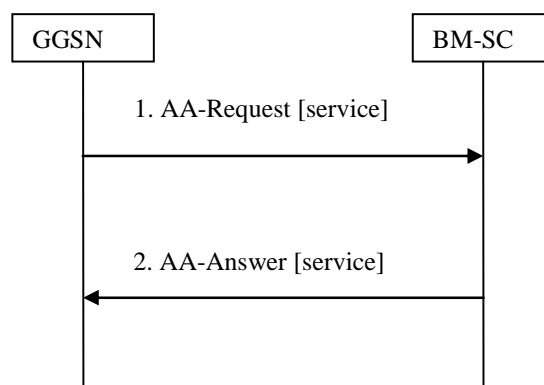 GGSN
BM-SC
1. AA-Request [service]
2. AA-Answer [service]